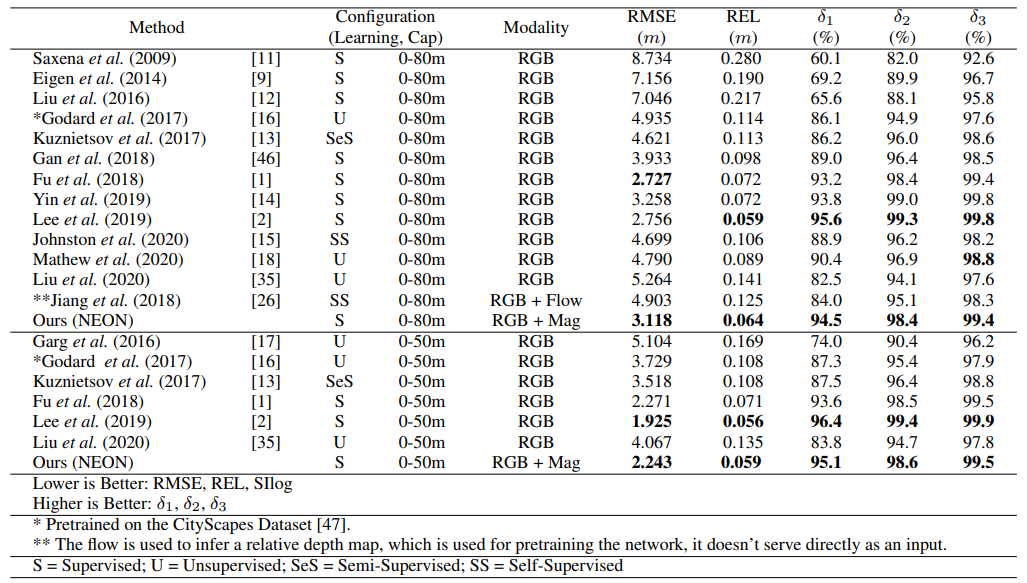 Method Configuration (Learning, Cap) Modality RMSE (m) REL (m) δ1 (%) δ2 (%) δ3 (%)
Saxena et al. (2009) [11] S 0-80m RGB 8.734 0.280 60.1 82.0 92.6
Eigen et al. (2014) [9] S 0-80m RGB 7.156 0.190 69.2 89.9 96.7
Liu et al. (2016) [12] S 0-80m RGB 7.046 0.217 65.6 88.1 95.8
*Godard et al. (2017) [16] U 0-80m RGB 4.935 0.114 86.1 94.9 97.6
Kuznietsov et al. (2017) [13] SeS 0-80m RGB 4.621 0.113 86.2 96.0 98.6
Gan et al. (2018) [46] S 0-80m RGB 3.933 0.098 89.0 96.4 98.5
Fu et al. (2018) [1] S 0-80m RGB 2.727 0.072 93.2 98.4 99.4
Yin et al. (2019) [14] S 0-80m RGB 3.258 0.072 93.8 99.0 99.8
Lee et al. (2019) [2] S 0-80m RGB 2.756 0.059 95.6 99.3 99.8
Johnston et al. (2020) [15] SS 0-80m RGB 4.699 0.106 88.9 96.2 98.2
Mathew et al. (2020) [18] U 0-80m RGB 4.790 0.089 90.4 96.9 98.8
Liu et al. (2020) [35] U 0-80m RGB 5.264 0.141 82.5 94.1 97.6
**Jiang et al. (2018) [26] SS 0-80m RGB + Flow 4.903 0.125 84.0 95.1 98.3
Ours (NEON) S 0-80m RGB + Mag 3.118 0.064 94.5 98.4 99.4
Garg et al. (2016) [17] U 0-50m RGB 5.104 0.169 74.0 90.4 96.2
*Godard et al. (2017) [16] U 0-50m RGB 3.729 0.108 87.3 95.4 97.9
Kuznietsov et al. (2017) [13] SeS 0-50m RGB 3.518 0.108 87.5 96.4 98.8
Fu et al. (2018) [1] S 0-50m RGB 2.271 0.071 93.6 98.5 99.5
Lee et al. (2019) [2] S 0-50m RGB 1.925 0.056 96.4 99.4 99.9
Liu et al. (2020) [35] U 0-50m RGB 4.067 0.135 83.8 94.7 97.8
Ours (NEON) S 0-50m RGB + Mag 2.243 0.059 95.1 98.6 99.5
Lower is Better: RMSE, REL, SIlog
Higher is Better: δ1, δ2, δ3
* Pretrained on the CityScapes Dataset [47].
** The flow is used to infer a relative depth map, which is used for pretraining the network, it doesn't serve directly as an input.
S = Supervised; U = Unsupervised; SeS = Semi-Supervised; SS = Self-Supervised